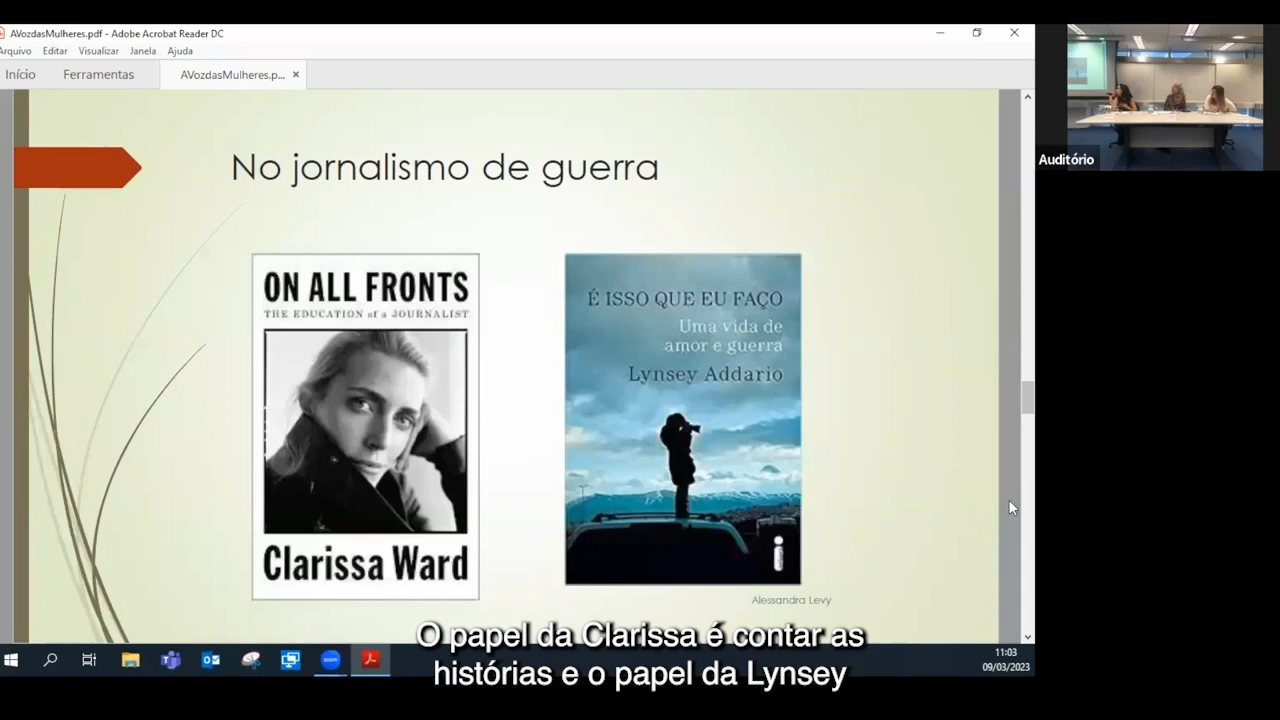 AVozdasMulheres.pdf - Adobe Acrobat Reader DC
Arquivo Editar Visualizar Janela Ajuda
Início Ferramentas AVozdasMulheres.p... ×
Auditório
No jornalismo de guerra
ON ALL FRONTS
THE EDUCATION of a JOURNALIST
Clarissa Ward
É ISSO QUE EU FAÇO
Uma vida de
amor e guerra
Lynsey Addario
i
Alessandra Levy
O papel da Clarissa é contar as
histórias e o papel da Lynsey
zoom
11:03
09/03/2023